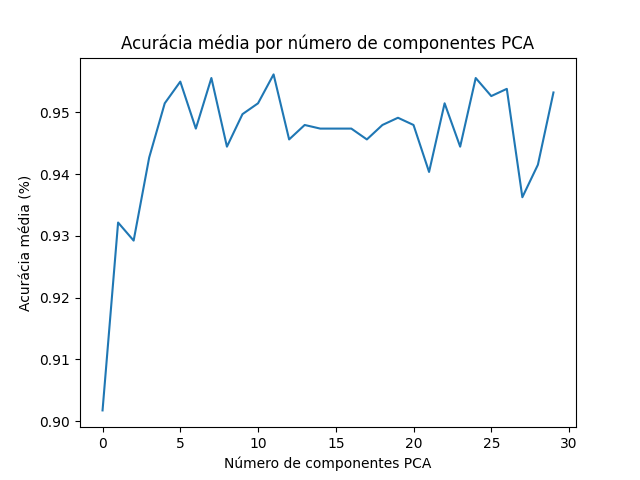 Acurácia média por número de componentes PCA
Acurácia média (%)
0.95
0.94
0.93
0.92
0.91
0.90
0 5 10 15 20 25 30
Número de componentes PCA